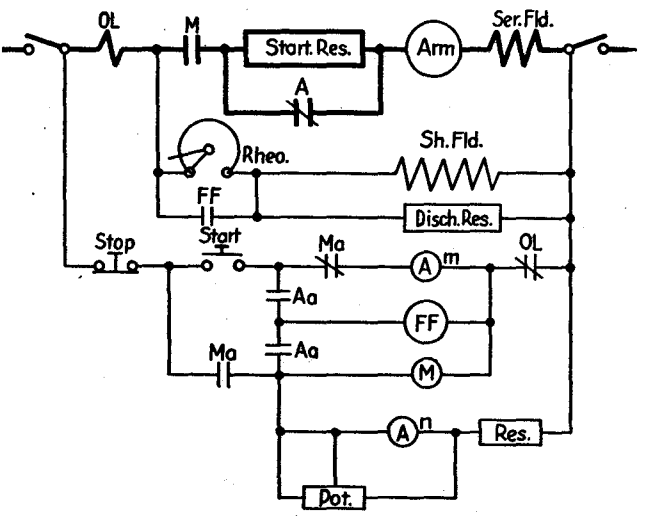 OL M Start. Res. Arm Ser. Fld.
A
Rheo. Sh. Fld.
FF Disch. Res.
Stop Start Ma A m OL
Aa
FF
Ma Aa M
A n Res.
Pot.